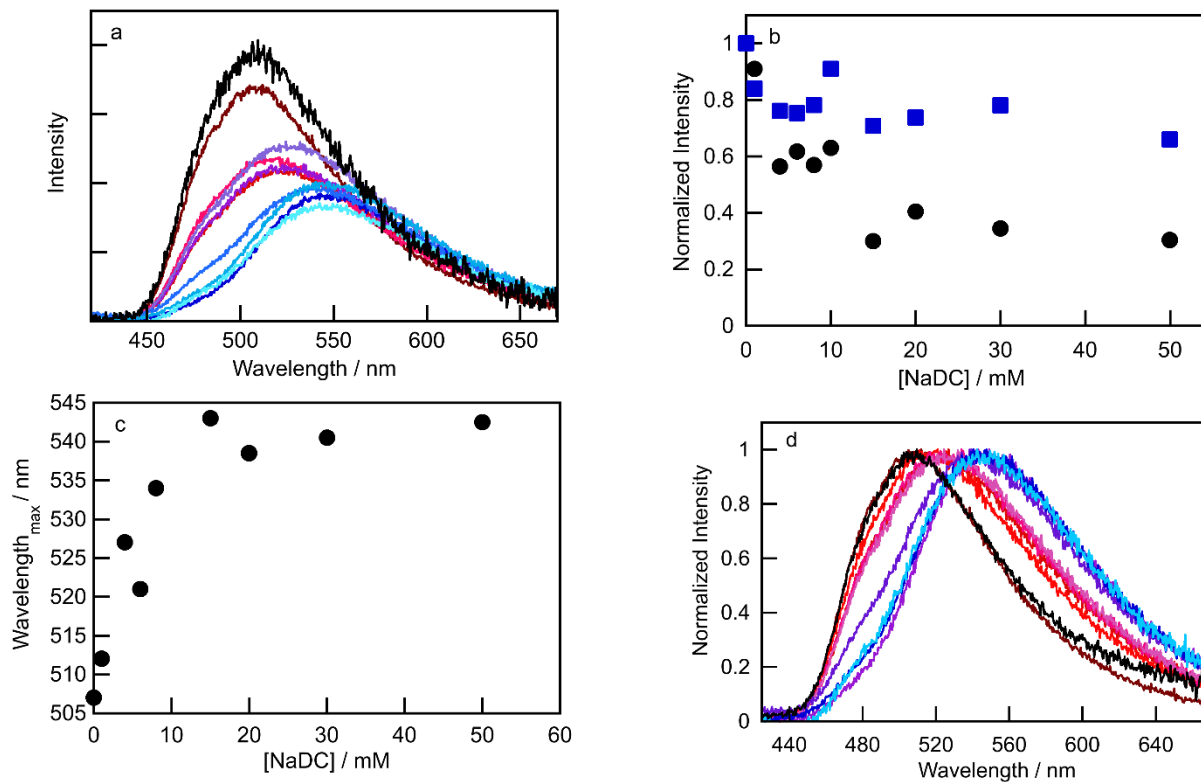 a
Intensity
450 500 550 600 650
Wavelength / nm
b
Normalized Intensity
1
0.8
0.6
0.4
0.2
0
0 10 20 30 40 50
[NaDC] / mM
c
Wavelength max / nm
545
540
535
530
525
520
515
510
505
0 10 20 30 40 50 60
[NaDC] / mM
d
Normalized Intensity
1
0.8
0.6
0.4
0.2
0
440 480 520 560 600 640
Wavelength / nm